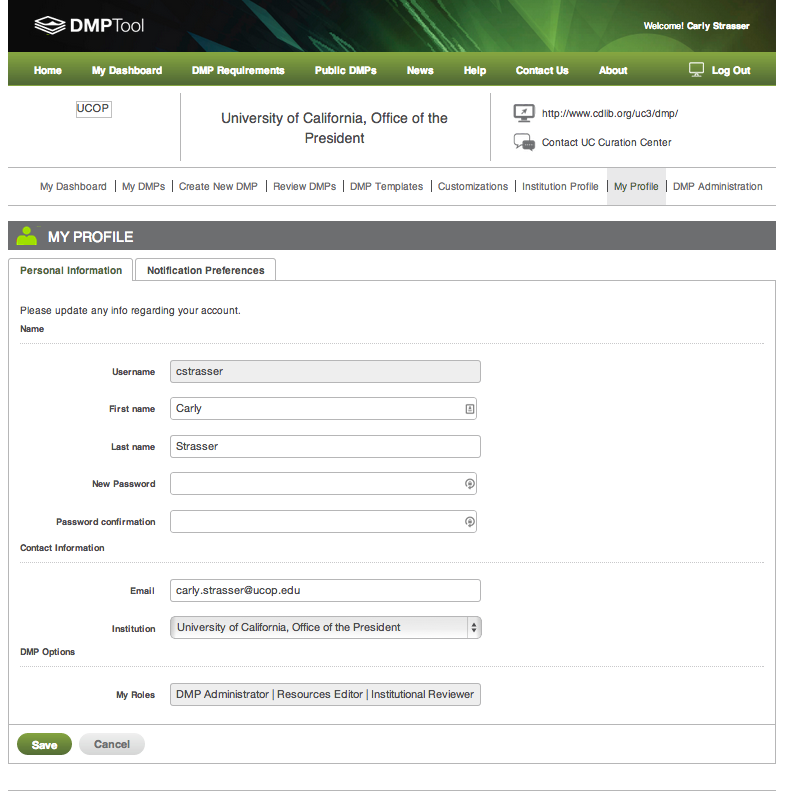 DMPTool
Welcome! Carly Strasser
Home My Dashboard DMP Requirements Public DMPs News Help Contact Us About Log Out
UCOP
University of California, Office of the
President
http://www.cdlib.org/uc3/dmp/
Contact UC Curation Center
My Dashboard | My DMPs | Create New DMP | Review DMPs | DMP Templates | Customizations | Institution Profile | My Profile | DMP Administration
MY PROFILE
Personal Information Notification Preferences
Please update any info regarding your account.
Name
Username cstrasser
First name Carly
Last name Strasser
New Password
Password confirmation
Contact Information
Email carly.strasser@ucop.edu
Institution University of California, Office of the President
DMP Options
My Roles DMP Administrator | Resources Editor | Institutional Reviewer
Save Cancel